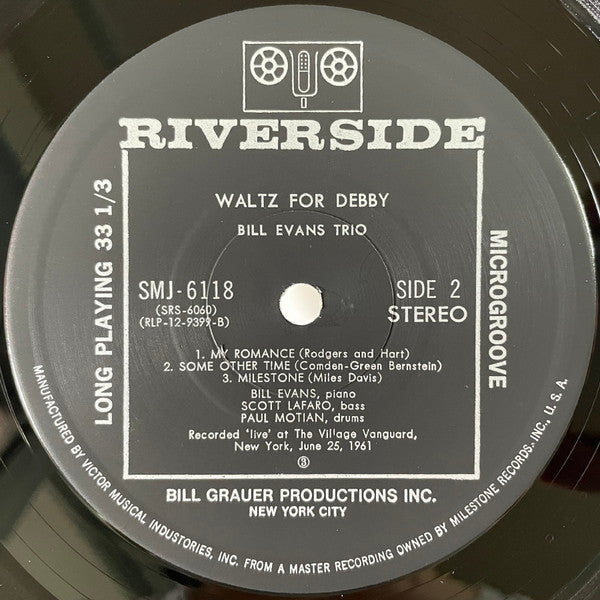 RIVERSIDE
WALTZ FOR DEBBY
BILL EVANS TRIO
LONG PLAYING 33 1/3
MICROGROOVE
SMJ-6118
(SRS-6060)
(RLP-12-9399-B)
SIDE 2
STEREO
1. MY ROMANCE (Rodgers and Hart)
2. SOME OTHER TIME (Comden-Green Bernstein)
3. MILESTONE (Miles Davis)
BILL EVANS, piano
SCOTT LAFARO, bass
PAUL MOTIAN, drums
Recorded 'live' at The Village Vanguard,
New York, June 25, 1961
③
BILL GRAUER PRODUCTIONS INC.
NEW YORK CITY
MANUFACTURED BY VICTOR MUSICAL INDUSTORIES, INC. FROM A MASTER RECORDING OWNED BY MILESTONE RECORDS, INC., U.S.A.